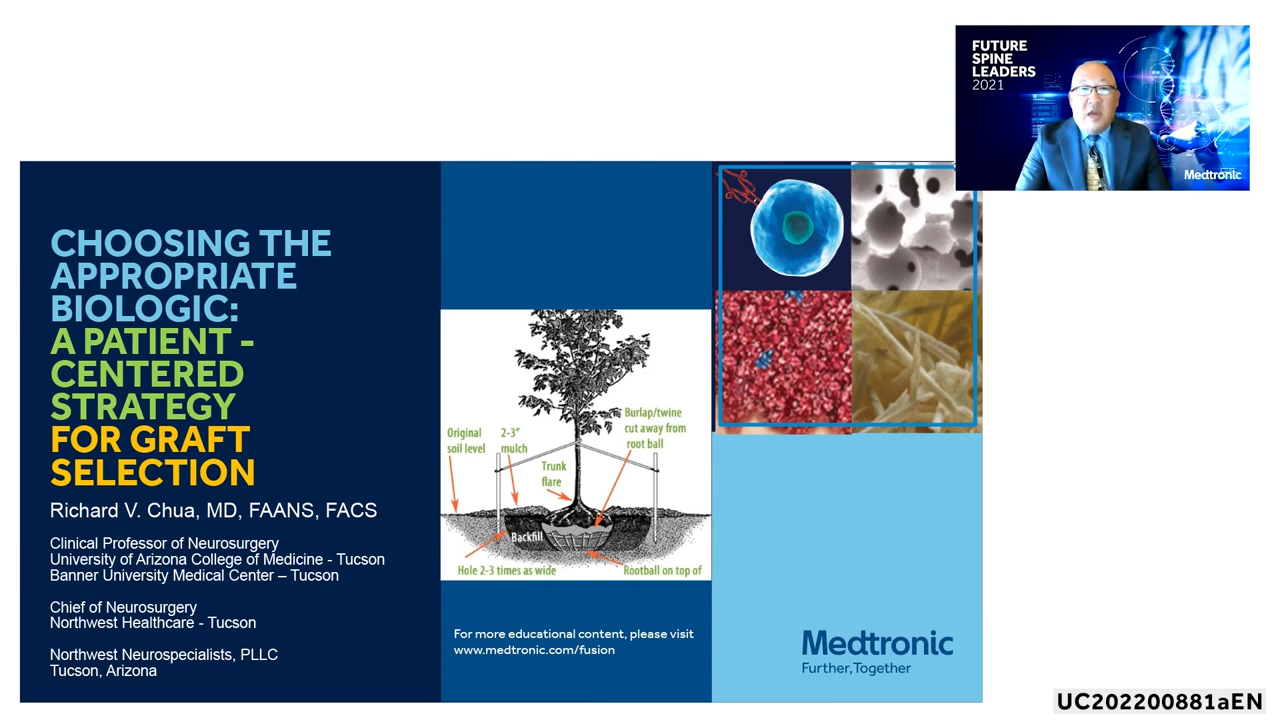 FUTURE
SPINE
LEADERS
2021
Medtronic
CHOOSING THE
APPROPRIATE
BIOLOGIC:
A PATIENT -
CENTERED
STRATEGY
FOR GRAFT
SELECTION
Richard V. Chua, MD, FAANS, FACS
Clinical Professor of Neurosurgery
University of Arizona College of Medicine - Tucson
Banner University Medical Center – Tucson
Chief of Neurosurgery
Northwest Healthcare - Tucson
Northwest Neurospecialists, PLLC
Tucson, Arizona
Original
soil level
2-3"
mulch
Trunk
flare
Burlap/twine
cut away from
root ball
Backfill
Hole 2-3 times as wide
Rootball on top of
For more educational content, please visit
www.medtronic.com/fusion
Medtronic
Further, Together
UC202200881aEN